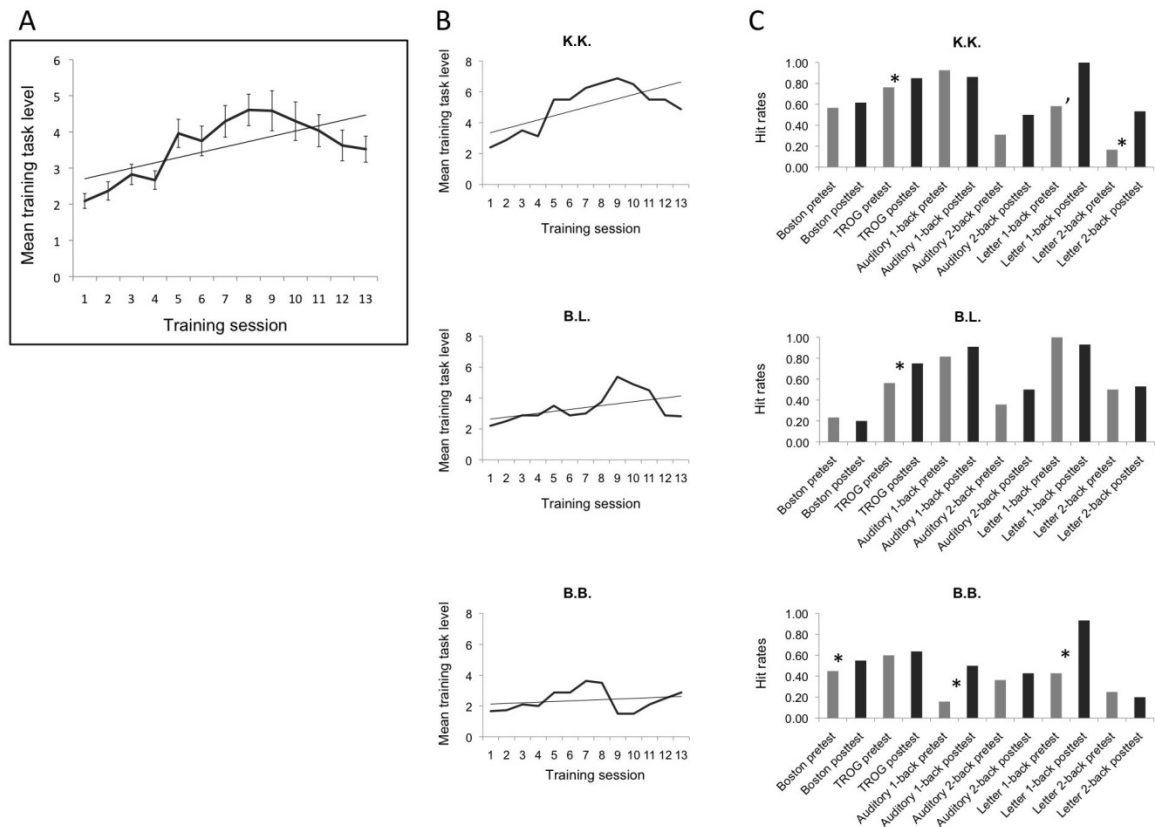 A
Mean training task level
6
5
4
3
2
1
0
1 2 3 4 5 6 7 8 9 10 11 12 13
Training session
B
K.K.
Mean training task level
8
6
4
2
0
1 2 3 4 5 6 7 8 9 10 11 12 13
Training session
B.L.
Mean training task level
8
6
4
2
0
1 2 3 4 5 6 7 8 9 10 11 12 13
Training session
B.B.
Mean training task level
8
6
4
2
0
1 2 3 4 5 6 7 8 9 10 11 12 13
Training session
C
K.K.
Hit rates
1.00
0.80
0.60
0.40
0.20
0.00
*
,
*
Boston pretest
Boston posttest
TROG pretest
TROG posttest
Auditory 1-back pretest
Auditory 1-back posttest
Auditory 2-back pretest
Auditory 2-back posttest
Letter 1-back pretest
Letter 1-back posttest
Letter 2-back pretest
Letter 2-back posttest
B.L.
Hit rates
1.00
0.80
0.60
0.40
0.20
0.00
*
Boston pretest
Boston posttest
TROG pretest
TROG posttest
Auditory 1-back pretest
Auditory 1-back posttest
Auditory 2-back pretest
Auditory 2-back posttest
Letter 1-back pretest
Letter 1-back posttest
Letter 2-back pretest
Letter 2-back posttest
B.B.
Hit rates
1.00
0.80
0.60
0.40
0.20
0.00
*
*
*
Boston pretest
Boston posttest
TROG pretest
TROG posttest
Auditory 1-back pretest
Auditory 1-back posttest
Auditory 2-back pretest
Auditory 2-back posttest
Letter 1-back pretest
Letter 1-back posttest
Letter 2-back pretest
Letter 2-back posttest